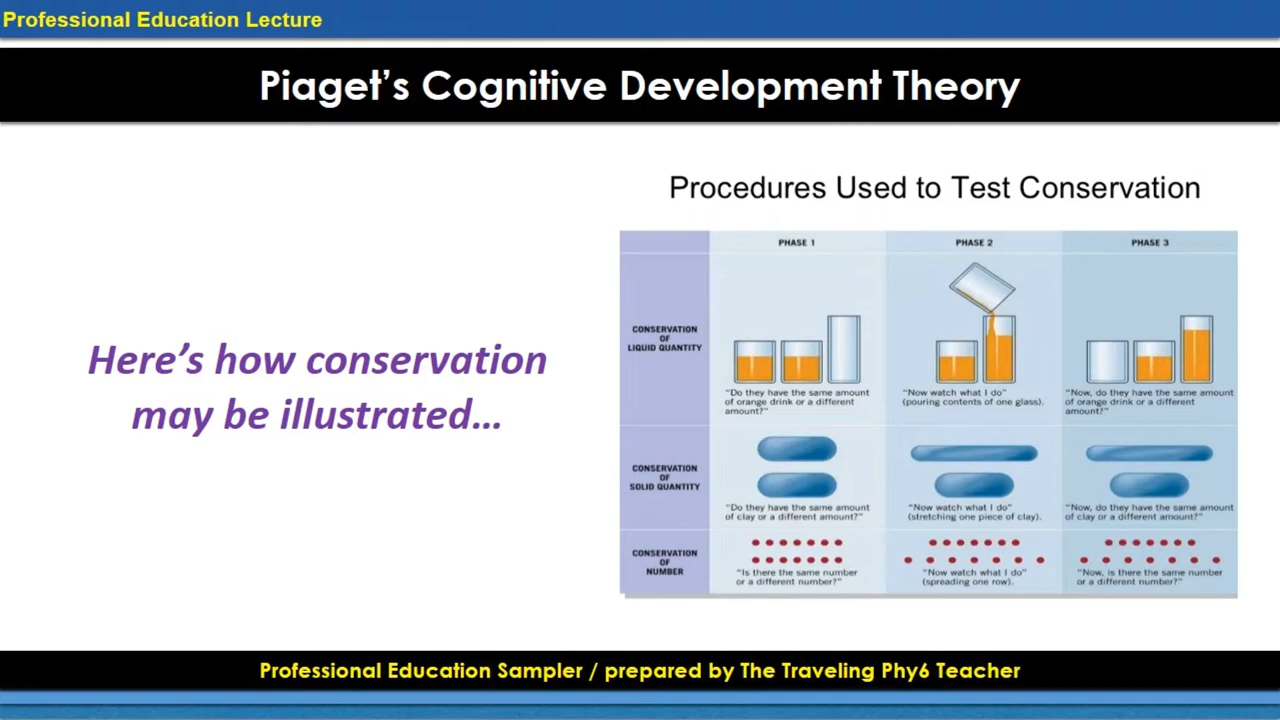 Professional Education Lecture
Piaget's Cognitive Development Theory
Here's how conservation
may be illustrated...
Procedures Used to Test Conservation
PHASE 1
PHASE 2
PHASE 3
CONSERVATION
OF
LIQUID QUANTITY
"Do they have the same amount
of orange drink or a different
amount?"
"Now watch what I do"
(pouring contents of one glass).
"Now, do they have the same amount
of orange drink or a different
amount?"
CONSERVATION
OF
SOLID QUANTITY
"Do they have the same amount
of clay or a different amount?"
"Now watch what I do"
(stretching one piece of clay).
"Now, do they have the same amount
of clay or a different amount?"
CONSERVATION
OF
NUMBER
"Is there the same number
or a different number?"
"Now watch what I do"
(spreading one row).
"Now, is there the same number
or a different number?"
Professional Education Sampler / prepared by The Traveling Phy6 Teacher